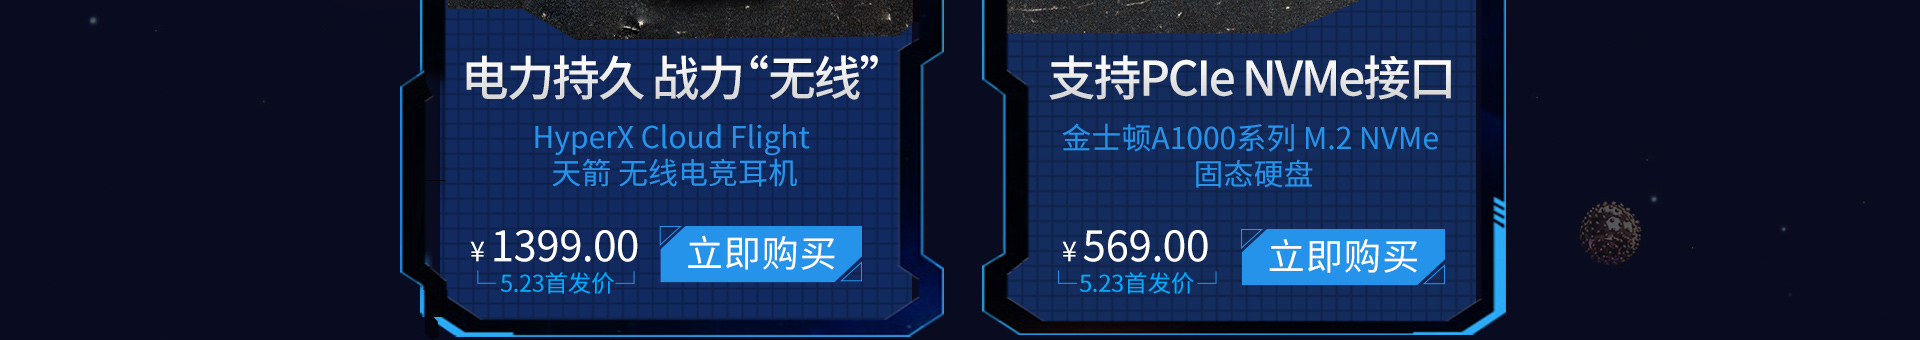 电力持久 战力“无线”
HyperX Cloud Flight
天箭 无线电竞耳机
¥1399.00
5.23首发价
立即购买
支持PCIe NVMe接口
金士顿A1000系列 M.2 NVMe
固态硬盘
¥569.00
5.23首发价
立即购买